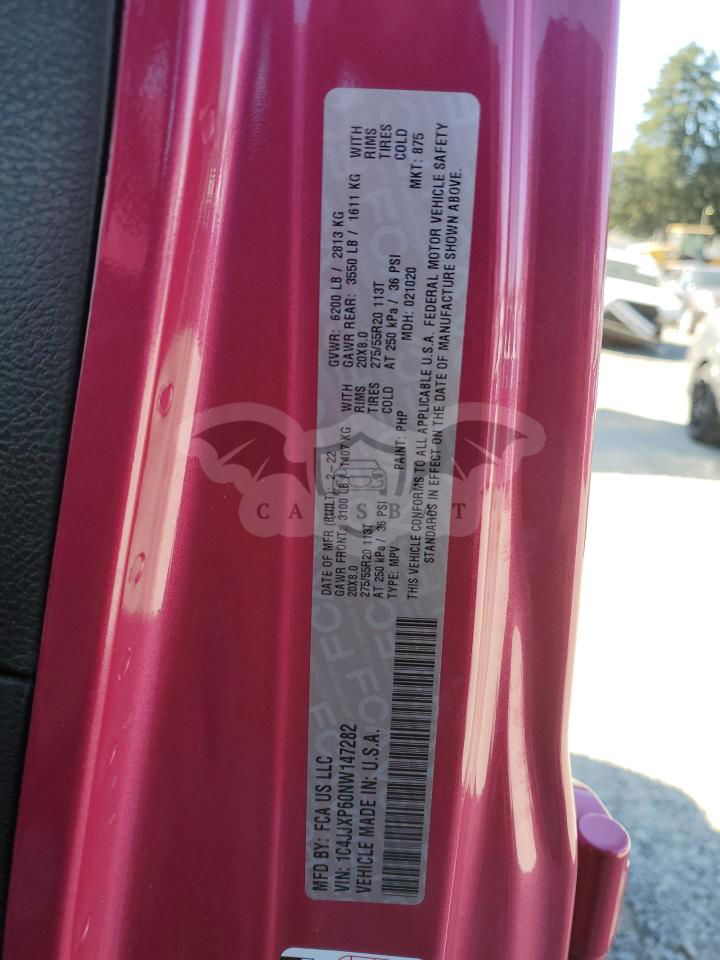 MFD BY: FCA US LLC
VIN: 1C4JJXP60NW147282
VEHICLE MADE IN: U.S.A.
DATE OF MFR (BUILT): 2-22
GAWR FRONT: 3100 LB / 1407 KG WITH
20X8.0 RIMS
275/55R20 113T TIRES
AT 250 kPa / 36 PSI COLD
TYPE: MPV PAINT: PHP
GVWR: 6200 LB / 2813 KG
GAWR REAR: 3550 LB / 1611 KG WITH
20X8.0 RIMS
275/55R20 113T TIRES
AT 250 kPa / 36 PSI COLD
MDH: 021020 MKT: 875
THIS VEHICLE CONFORMS TO ALL APPLICABLE U.S.A. FEDERAL MOTOR VEHICLE SAFETY
STANDARDS IN EFFECT ON THE DATE OF MANUFACTURE SHOWN ABOVE.